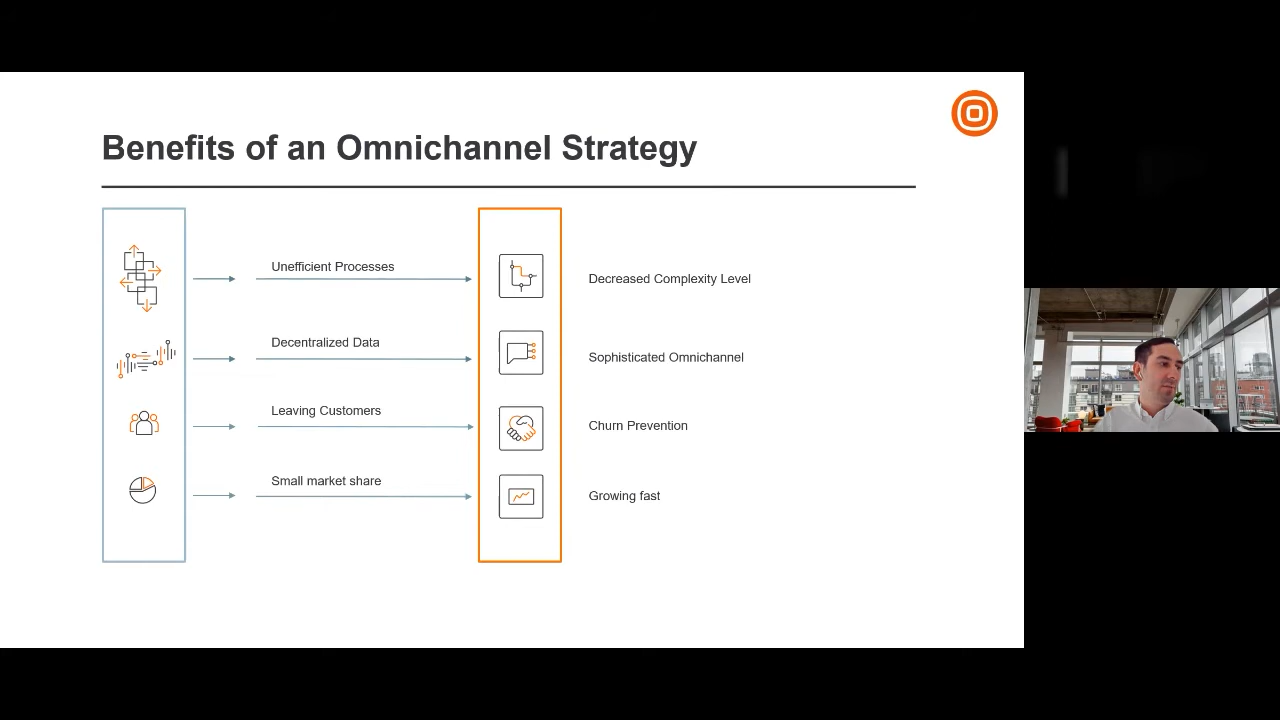 Benefits of an Omnichannel Strategy
Unefficient Processes
Decreased Complexity Level
Decentralized Data
Sophisticated Omnichannel
Leaving Customers
Churn Prevention
Small market share
Growing fast